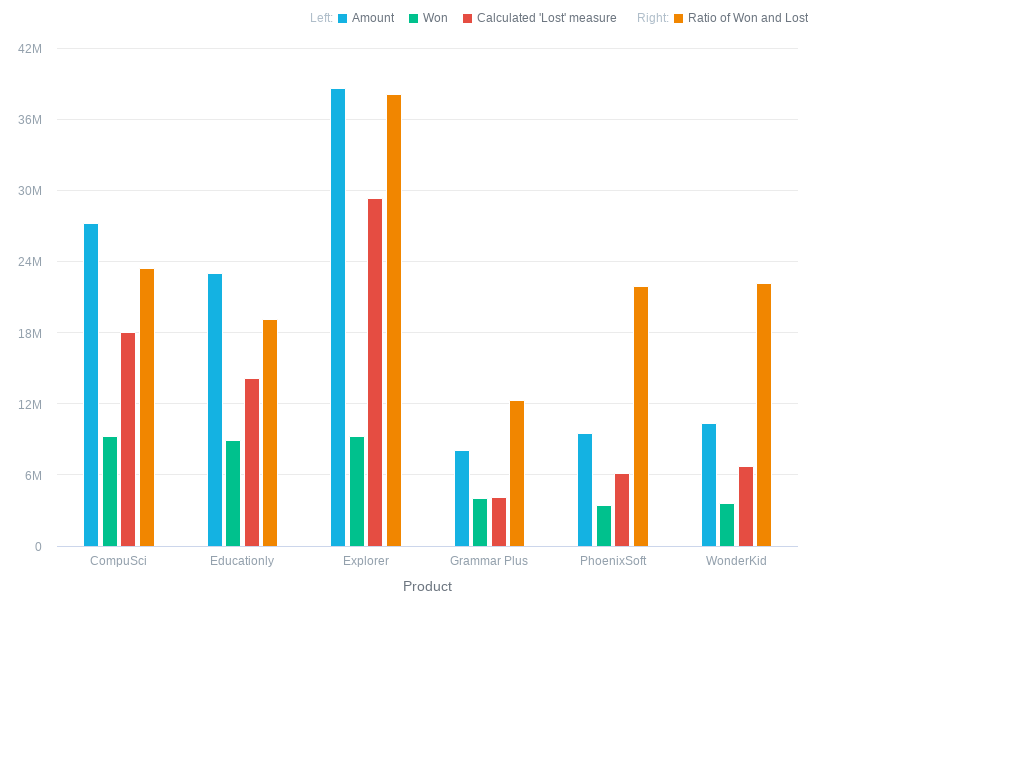 Left: Amount Won Calculated 'Lost' measure Right: Ratio of Won and Lost
42M
36M
30M
24M
18M
12M
6M
0
CompuSci Educationly Explorer Grammar Plus PhoenixSoft WonderKid
Product